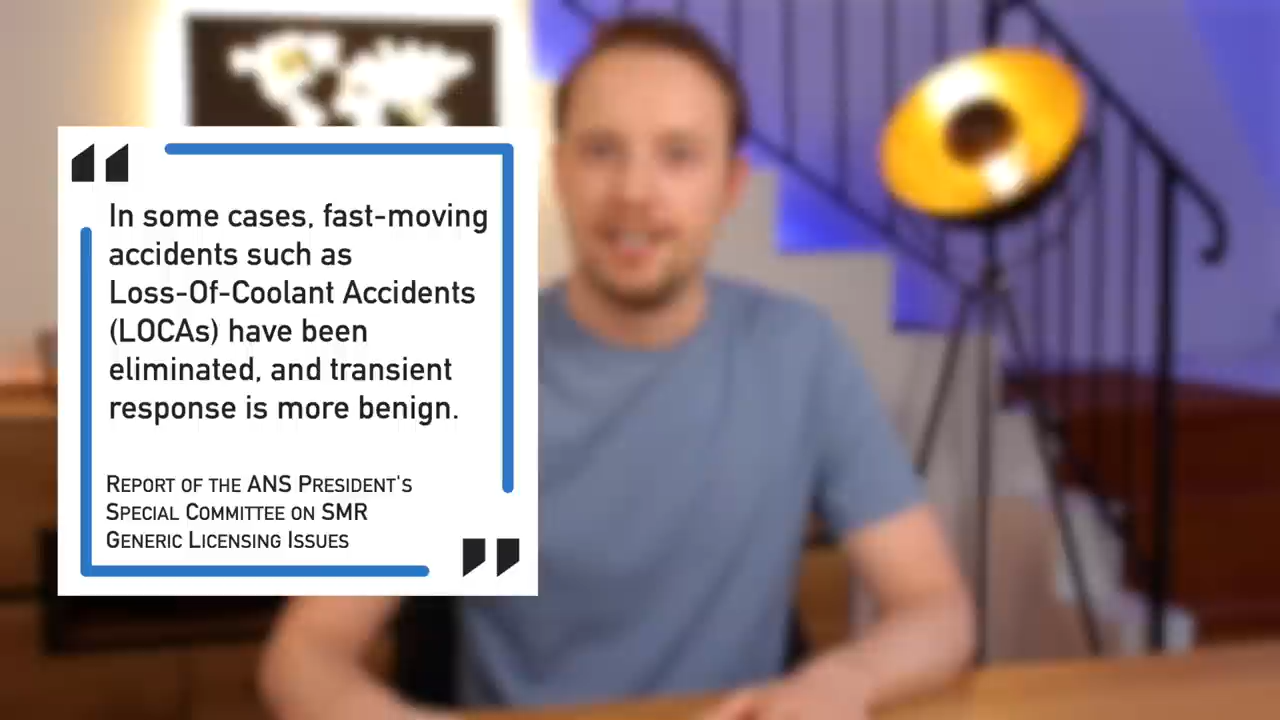 In some cases, fast-moving
accidents such as
Loss-Of-Coolant Accidents
(LOCAs) have been
eliminated, and transient
response is more benign.
Report of the ANS President's
Special Committee on SMR
Generic Licensing Issues